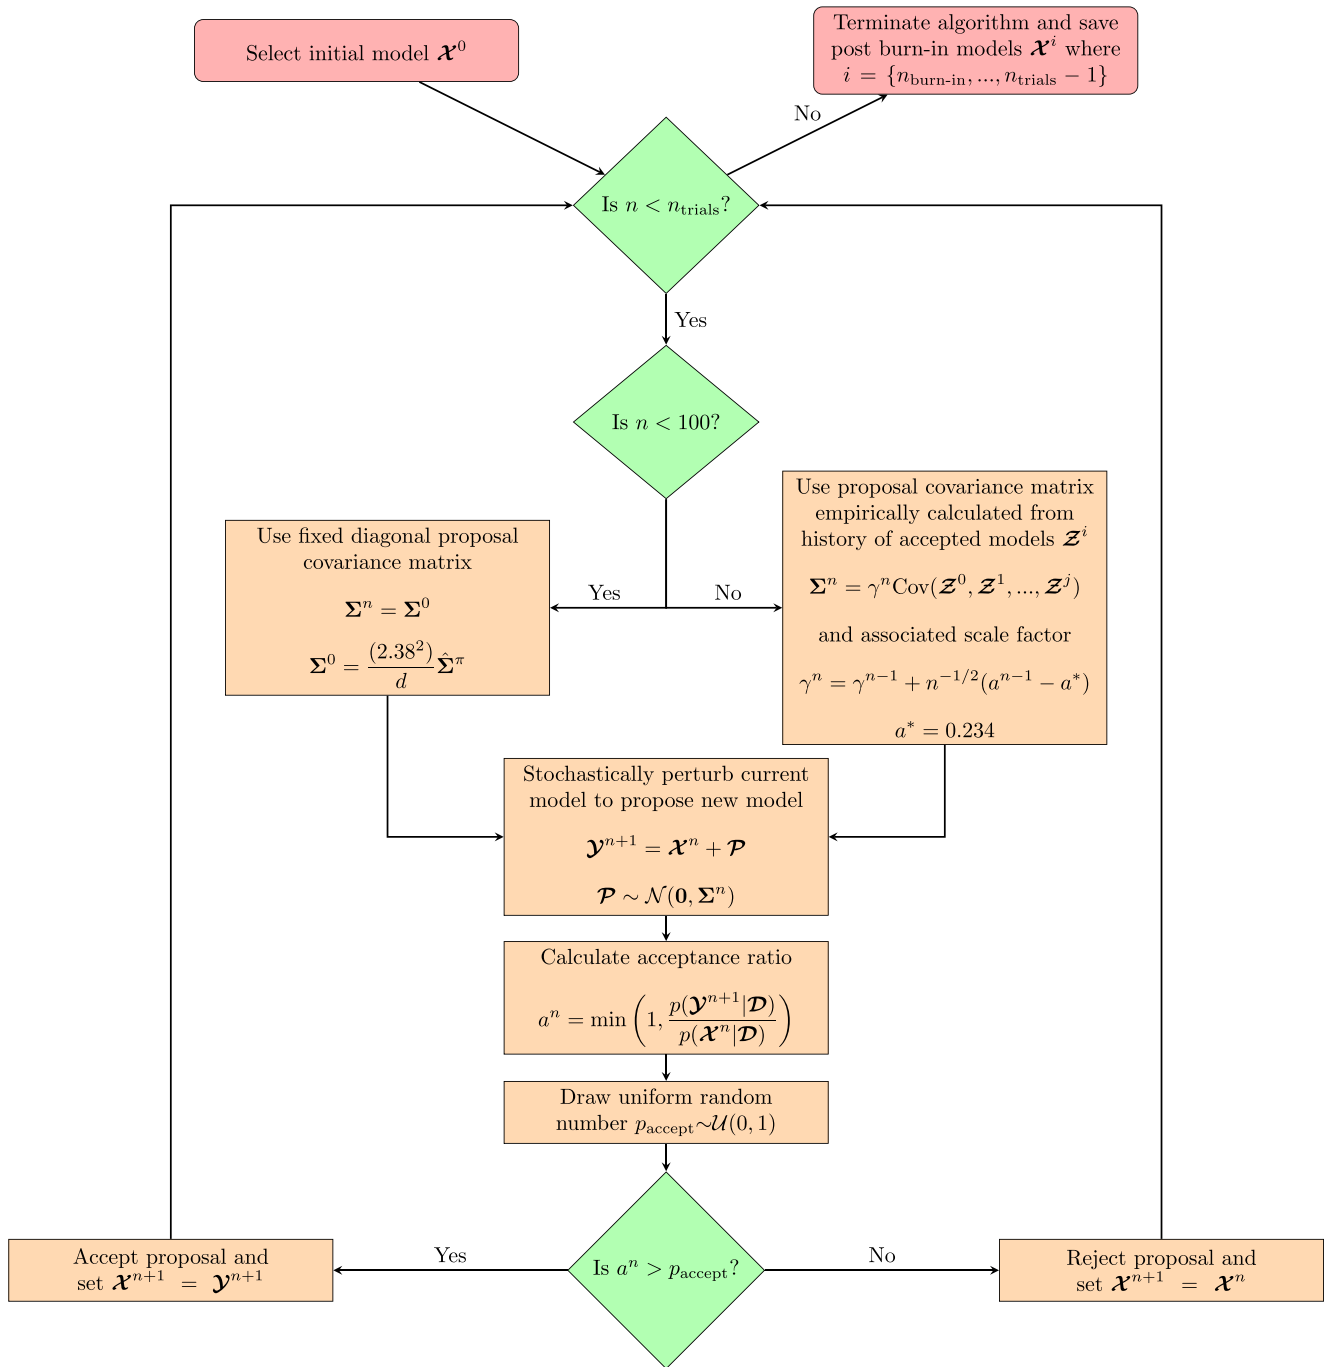 Select initial model 𝓧⁰
Terminate algorithm and save
post burn-in models 𝓧ⁱ where
i = {n_burn-in, ..., n_trials − 1}
No
Is n < n_trials?
Yes
Is n < 100?
Use fixed diagonal proposal
covariance matrix
Σⁿ = Σ⁰
Σ⁰ = (2.38²)/d Σ̂^π
Yes
No
Use proposal covariance matrix
empirically calculated from
history of accepted models 𝓩ⁱ
Σⁿ = γⁿCov(𝓩⁰, 𝓩¹, ..., 𝓩ʲ)
and associated scale factor
γⁿ = γⁿ⁻¹ + n^(−1/2)(aⁿ⁻¹ − a*)
a* = 0.234
Stochastically perturb current
model to propose new model
𝓨ⁿ⁺¹ = 𝓧ⁿ + 𝓟
𝓟 ∼ 𝒩(0, Σⁿ)
Calculate acceptance ratio
aⁿ = min(1, p(𝓨ⁿ⁺¹|𝓓)/p(𝓧ⁿ|𝓓))
Draw uniform random
number p_accept∼𝒰(0, 1)
Accept proposal and
set 𝓧ⁿ⁺¹ = 𝓨ⁿ⁺¹
Yes
Is aⁿ > p_accept?
No
Reject proposal and
set 𝓧ⁿ⁺¹ = 𝓧ⁿ